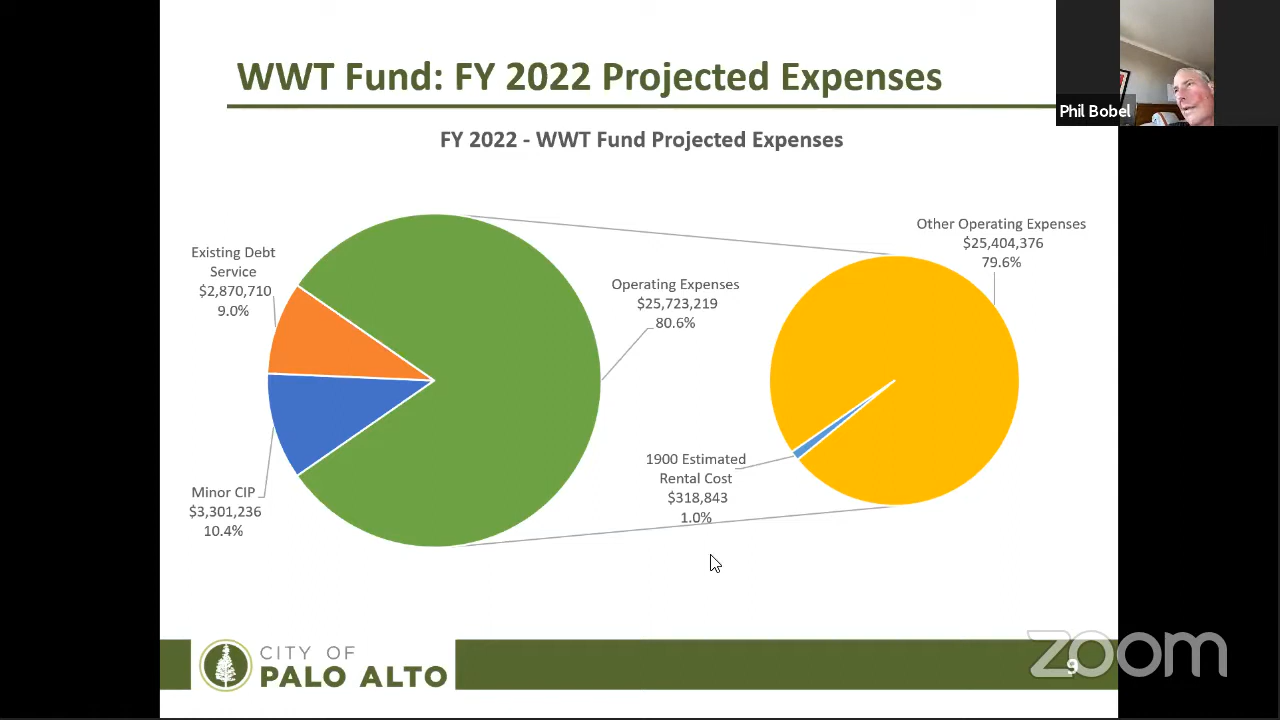 WWT Fund: FY 2022 Projected Expenses
Phil Bobel
FY 2022 - WWT Fund Projected Expenses
Existing Debt
Service
$2,870,710
9.0%
Operating Expenses
$25,723,219
80.6%
Other Operating Expenses
$25,404,376
79.6%
1900 Estimated
Rental Cost
$318,843
1.0%
Minor CIP
$3,301,236
10.4%
CITY OF
PALO ALTO
9
zoom